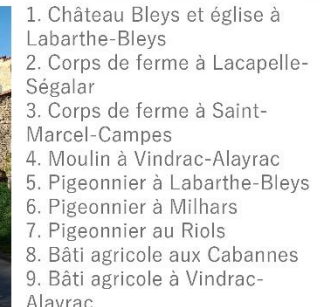 1. Château Bleys et église à
Labarthe-Bleys
2. Corps de ferme à Lacapelle-
Ségalar
3. Corps de ferme à Saint-
Marcel-Campes
4. Moulin à Vindrac-Alayrac
5. Pigeonnier à Labarthe-Bleys
6. Pigeonnier à Milhars
7. Pigeonnier au Riols
8. Bâti agricole aux Cabannes
9. Bâti agricole à Vindrac-
Alayrac